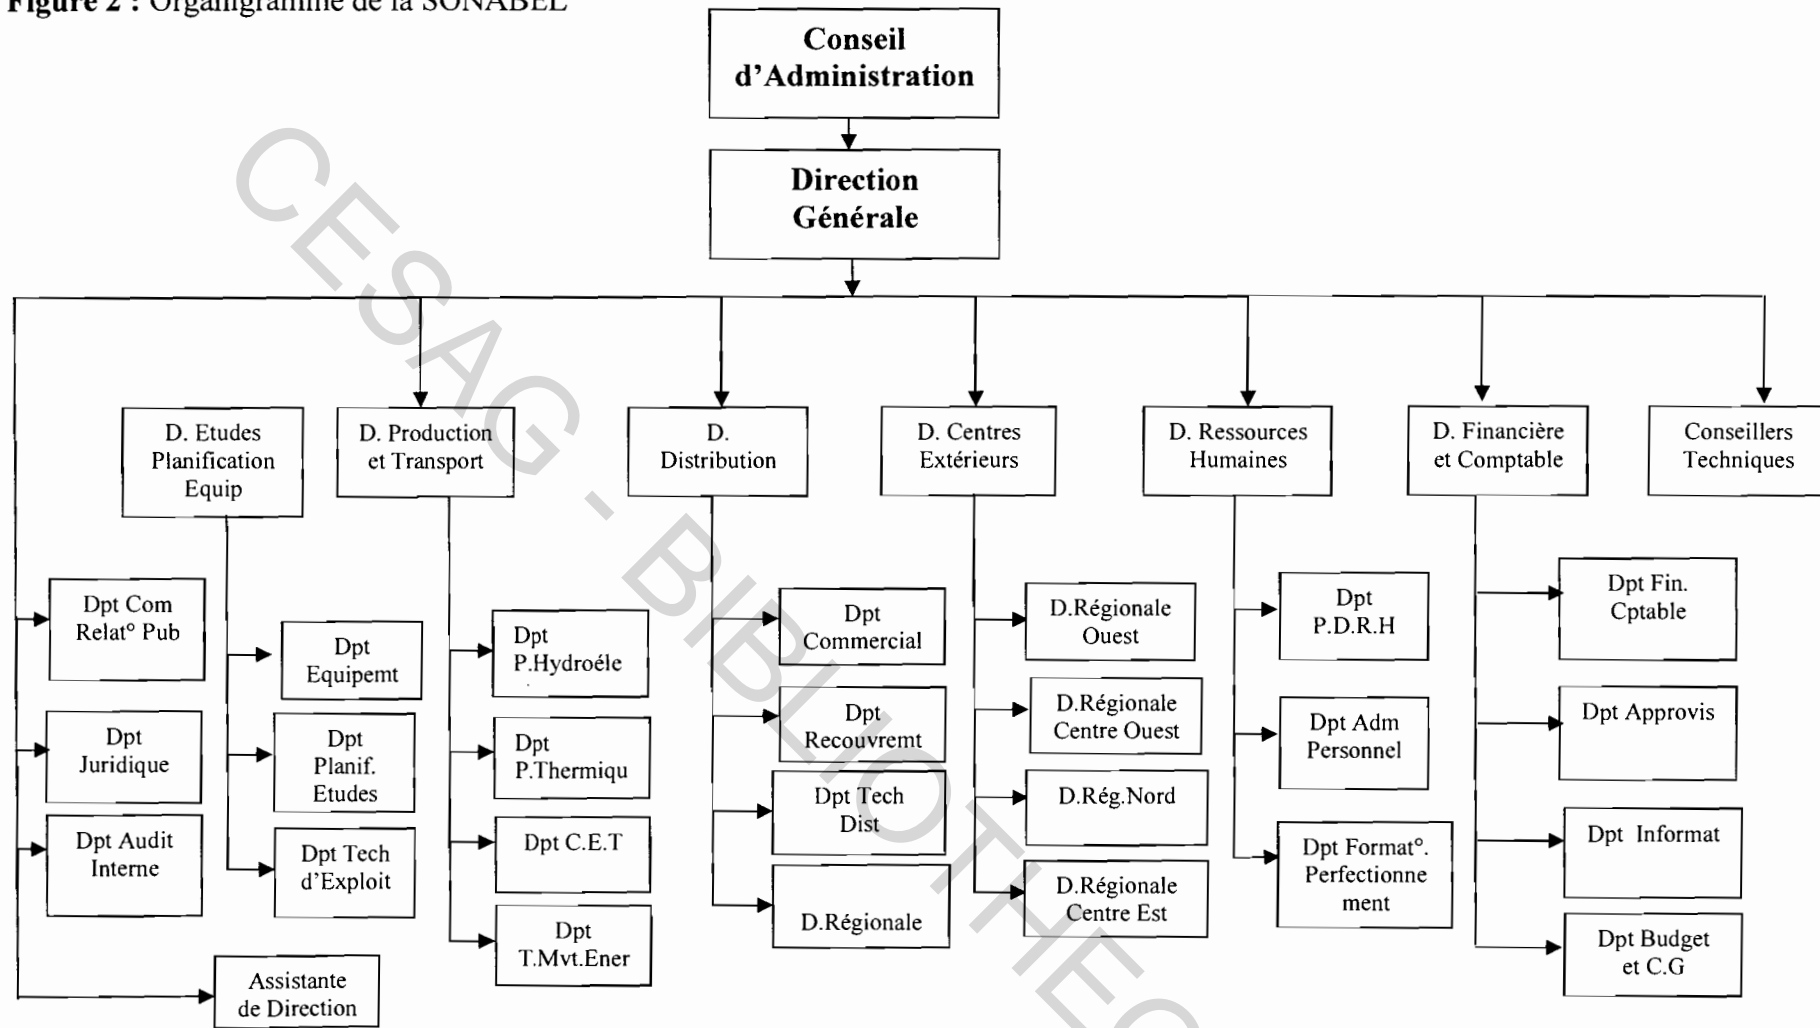 Figure 2 : Organigramme de la SONABEL
Conseil
d'Administration
Direction
Générale
D. Etudes
Planification
Equip
D. Production
et Transport
D.
Distribution
D. Centres
Extérieurs
D. Ressources
Humaines
D. Financière
et Comptable
Conseillers
Techniques
Dpt Com
Relat° Pub
Dpt
Juridique
Dpt Audit
Interne
Assistante
de Direction
Dpt
Equipemt
Dpt
Planif.
Etudes
Dpt Tech
d'Exploit
Dpt
P.Hydroéle
Dpt
P.Thermiqu
Dpt C.E.T
Dpt
T.Mvt.Ener
Dpt
Commercial
Dpt
Recouvremt
Dpt Tech
Dist
D.Régionale
D.Régionale
Ouest
D.Régionale
Centre Ouest
D.Rég.Nord
D.Régionale
Centre Est
Dpt
P.D.R.H
Dpt Adm
Personnel
Dpt Format°.
Perfectionne
ment
Dpt Fin.
Cptable
Dpt Approvis
Dpt Informat
Dpt Budget
et C.G
CESAG - BIBLIOTHEQ